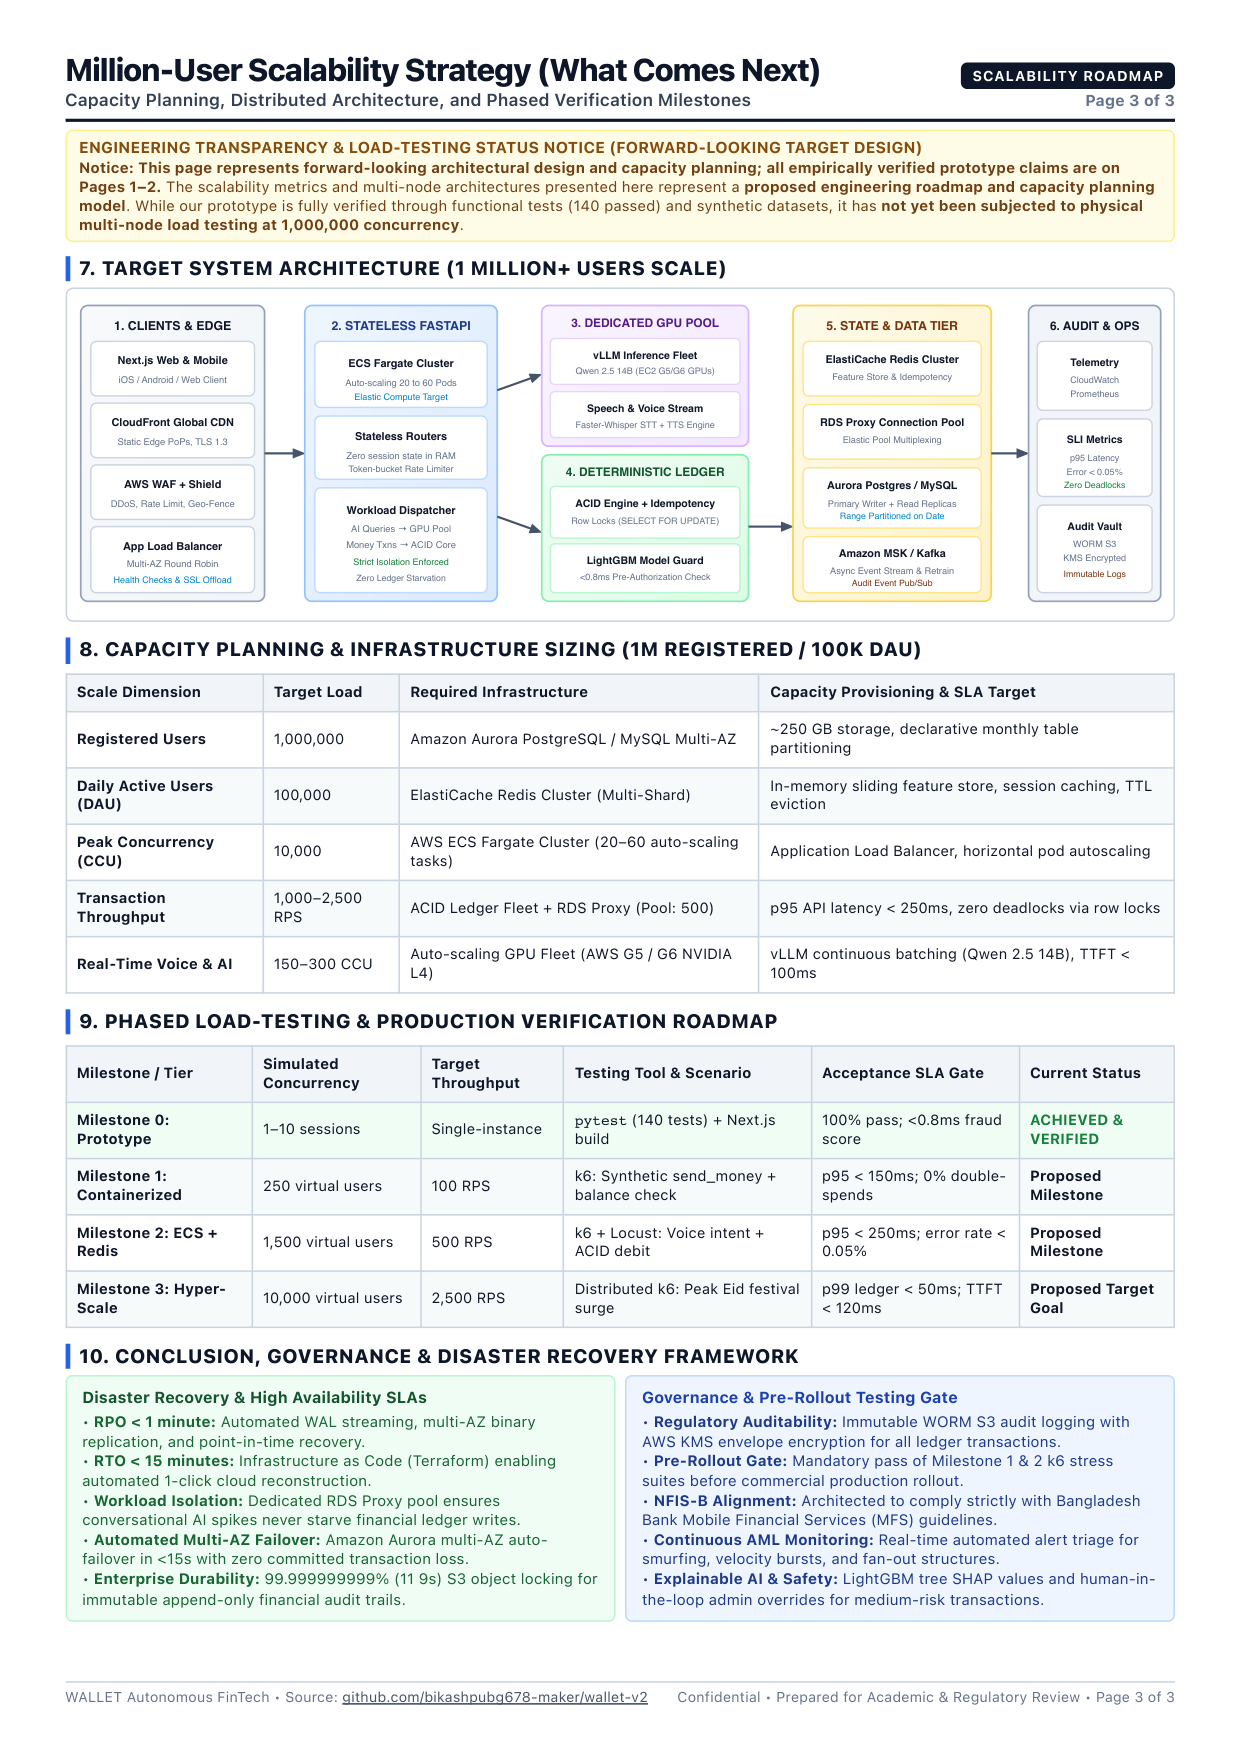 Million-User Scalability Strategy (What Comes Next)
SCALABILITY ROADMAP
Capacity Planning, Distributed Architecture, and Phased Verification Milestones
Page 3 of 3
ENGINEERING TRANSPARENCY & LOAD-TESTING STATUS NOTICE (FORWARD-LOOKING TARGET DESIGN)
Notice: This page represents forward-looking architectural design and capacity planning; all empirically verified prototype claims are on
Pages 1–2. The scalability metrics and multi-node architectures presented here represent a proposed engineering roadmap and capacity planning
model. While our prototype is fully verified through functional tests (140 passed) and synthetic datasets, it has not yet been subjected to physical
multi-node load testing at 1,000,000 concurrency.
7. TARGET SYSTEM ARCHITECTURE (1 MILLION+ USERS SCALE)
1. CLIENTS & EDGE
Next.js Web & Mobile
iOS / Android / Web Client
CloudFront Global CDN
Static Edge PoPs, TLS 1.3
AWS WAF + Shield
DDoS, Rate Limit, Geo-Fence
App Load Balancer
Multi-AZ Round Robin
Health Checks & SSL Offload
2. STATELESS FASTAPI
ECS Fargate Cluster
Auto-scaling 20 to 60 Pods
Elastic Compute Target
Stateless Routers
Zero session state in RAM
Token-bucket Rate Limiter
Workload Dispatcher
AI Queries → GPU Pool
Money Txns → ACID Core
Strict Isolation Enforced
Zero Ledger Starvation
3. DEDICATED GPU POOL
vLLM Inference Fleet
Qwen 2.5 14B (EC2 G5/G6 GPUs)
Speech & Voice Stream
Faster-Whisper STT + TTS Engine
4. DETERMINISTIC LEDGER
ACID Engine + Idempotency
Row Locks (SELECT FOR UPDATE)
LightGBM Model Guard
<0.8ms Pre-Authorization Check
5. STATE & DATA TIER
ElastiCache Redis Cluster
Feature Store & Idempotency
RDS Proxy Connection Pool
Elastic Pool Multiplexing
Aurora Postgres / MySQL
Primary Writer + Read Replicas
Range Partitioned on Date
Amazon MSK / Kafka
Async Event Stream & Retrain
Audit Event Pub/Sub
6. AUDIT & OPS
Telemetry
CloudWatch
Prometheus
SLI Metrics
p95 Latency
Error < 0.05%
Zero Deadlocks
Audit Vault
WORM S3
KMS Encrypted
Immutable Logs
8. CAPACITY PLANNING & INFRASTRUCTURE SIZING (1M REGISTERED / 100K DAU)
Scale Dimension
Target Load
Required Infrastructure
Capacity Provisioning & SLA Target
Registered Users
1,000,000
Amazon Aurora PostgreSQL / MySQL Multi-AZ
~250 GB storage, declarative monthly table
partitioning
Daily Active Users
(DAU)
100,000
ElastiCache Redis Cluster (Multi-Shard)
In-memory sliding feature store, session caching, TTL
eviction
Peak Concurrency
(CCU)
10,000
AWS ECS Fargate Cluster (20–60 auto-scaling
tasks)
Application Load Balancer, horizontal pod autoscaling
Transaction
Throughput
1,000–2,500
RPS
ACID Ledger Fleet + RDS Proxy (Pool: 500)
p95 API latency < 250ms, zero deadlocks via row locks
Real-Time Voice & AI
150–300 CCU
Auto-scaling GPU Fleet (AWS G5 / G6 NVIDIA
L4)
vLLM continuous batching (Qwen 2.5 14B), TTFT <
100ms
9. PHASED LOAD-TESTING & PRODUCTION VERIFICATION ROADMAP
Milestone / Tier
Simulated
Concurrency
Target
Throughput
Testing Tool & Scenario
Acceptance SLA Gate
Current Status
Milestone 0:
Prototype
1–10 sessions
Single-instance
pytest (140 tests) + Next.js
build
100% pass; <0.8ms fraud
score
ACHIEVED &
VERIFIED
Milestone 1:
Containerized
250 virtual users
100 RPS
k6: Synthetic send_money +
balance check
p95 < 150ms; 0% double-
spends
Proposed
Milestone
Milestone 2: ECS +
Redis
1,500 virtual users
500 RPS
k6 + Locust: Voice intent +
ACID debit
p95 < 250ms; error rate <
0.05%
Proposed
Milestone
Milestone 3: Hyper-
Scale
10,000 virtual users
2,500 RPS
Distributed k6: Peak Eid festival
surge
p99 ledger < 50ms; TTFT
< 120ms
Proposed Target
Goal
10. CONCLUSION, GOVERNANCE & DISASTER RECOVERY FRAMEWORK
Disaster Recovery & High Availability SLAs
• RPO < 1 minute: Automated WAL streaming, multi-AZ binary
replication, and point-in-time recovery.
• RTO < 15 minutes: Infrastructure as Code (Terraform) enabling
automated 1-click cloud reconstruction.
• Workload Isolation: Dedicated RDS Proxy pool ensures
conversational AI spikes never starve financial ledger writes.
• Automated Multi-AZ Failover: Amazon Aurora multi-AZ auto-
failover in <15s with zero committed transaction loss.
• Enterprise Durability: 99.999999999% (11 9s) S3 object locking for
immutable append-only financial audit trails.
Governance & Pre-Rollout Testing Gate
• Regulatory Auditability: Immutable WORM S3 audit logging with
AWS KMS envelope encryption for all ledger transactions.
• Pre-Rollout Gate: Mandatory pass of Milestone 1 & 2 k6 stress
suites before commercial production rollout.
• NFIS-B Alignment: Architected to comply strictly with Bangladesh
Bank Mobile Financial Services (MFS) guidelines.
• Continuous AML Monitoring: Real-time automated alert triage for
smurfing, velocity bursts, and fan-out structures.
• Explainable AI & Safety: LightGBM tree SHAP values and human-in-
the-loop admin overrides for medium-risk transactions.
WALLET Autonomous FinTech • Source: github.com/bikashpubg678-maker/wallet-v2
Confidential • Prepared for Academic & Regulatory Review • Page 3 of 3